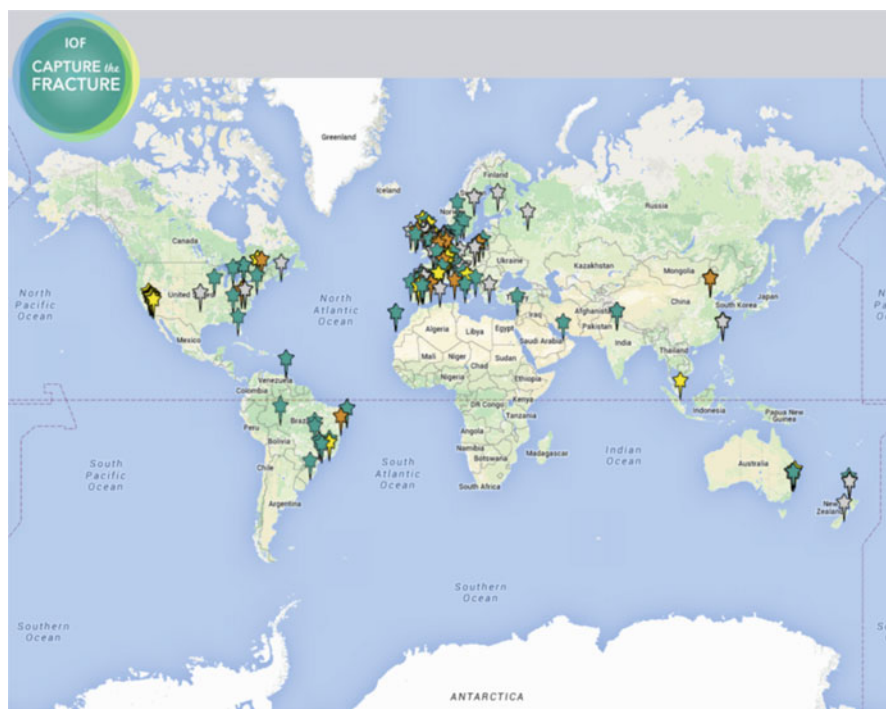 IOF
CAPTURE the
FRACTURE
Greenland
Iceland
Finland
Russia
Canada
Ukraine
Kazakhstan
Mongolia
North
Pacific
Ocean
North
Atlantic
Ocean
China
South Korea
Japan
Mexico
Algeria
Libya
Egypt
Iraq
Afghanistan
Pakistan
Saudi Arabia
India
Mali
Niger
Sudan
Chad
Thailand
Venezuela
Colombia
Nigeria
Ethiopia
Kenya
DR Congo
Tanzania
Indonesia
Papua New
Guinea
Peru
Bolivia
Angola
Namibia
Botswana
Madagascar
Indian
Ocean
Chile
South
Pacific
Ocean
South
Atlantic
Ocean
Australia
South Africa
Argentina
New
Zealand
Southern
Ocean
Southern
Ocean
ANTARCTICA